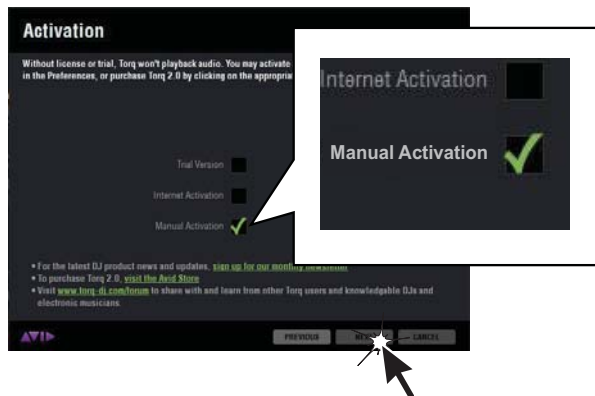 Activation
Without license or trial, Torq won't playback audio. You may activate
in the Preferences, or purchase Torq 2.0 by clicking on the
Trial Version
Internet Activation
Manual Activation
Internet Activation
Manual Activation
• For the latest DJ product news and updates, sign up for our monthly newsletter
• To purchase Torq 2.0, visit the Avid Store
• Visit www.torq-dj.com/forum to share with and learn from other Torq users and knowledgable DJs and
electronic musicians
AVID
PREVIOUS
CANCEL